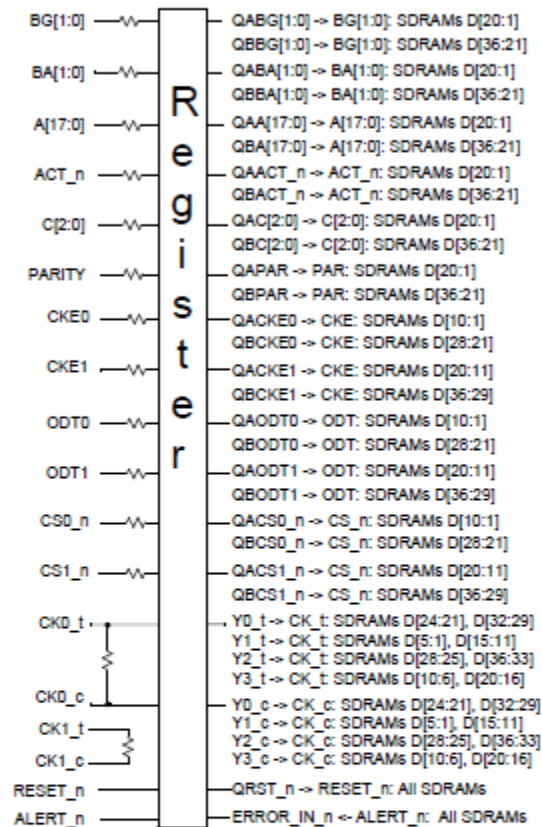 BG[1:0]
QABG[1:0] -> BG[1:0]: SDRAMs D[20:1]
QBBG[1:0] -> BG[1:0]: SDRAMs D[36:21]
BA[1:0]
QABA[1:0] -> BA[1:0]: SDRAMs D[20:1]
QBBA[1:0] -> BA[1:0]: SDRAMs D[36:21]
A[17:0]
QAA[17:0] -> A[17:0]: SDRAMs D[20:1]
QBA[17:0] -> A[17:0]: SDRAMs D[36:21]
ACT_n
QAACT_n -> ACT_n: SDRAMs D[20:1]
QBACT_n -> ACT_n: SDRAMs D[36:21]
C[2:0]
QAC[2:0] -> C[2:0]: SDRAMs D[20:1]
QBC[2:0] -> C[2:0]: SDRAMs D[36:21]
PARITY
QAPAR -> PAR: SDRAMs D[20:1]
QBPAR -> PAR: SDRAMs D[36:21]
CKE0
QACKE0 -> CKE: SDRAMs D[10:1]
QBCKE0 -> CKE: SDRAMs D[28:21]
CKE1
QACKE1 -> CKE: SDRAMs D[20:11]
QBCKE1 -> CKE: SDRAMs D[36:29]
ODT0
QAODT0 -> ODT: SDRAMs D[10:1]
QBODT0 -> ODT: SDRAMs D[28:21]
ODT1
QAODT1 -> ODT: SDRAMs D[20:11]
QBODT1 -> ODT: SDRAMs D[36:29]
CS0_n
QACS0_n -> CS_n: SDRAMs D[10:1]
QBCS0_n -> CS_n: SDRAMs D[28:21]
CS1_n
QACS1_n -> CS_n: SDRAMs D[20:11]
QBCS1_n -> CS_n: SDRAMs D[36:29]
CK0_t
Y0_t -> CK_t: SDRAMs D[24:21], D[32:29]
Y1_t -> CK_t: SDRAMs D[5:1], D[15:11]
Y2_t -> CK_t: SDRAMs D[28:25], D[36:33]
Y3_t -> CK_t: SDRAMs D[10:6], D[20:16]
CK0_c
Y0_c -> CK_c: SDRAMs D[24:21], D[32:29]
Y1_c -> CK_c: SDRAMs D[5:1], D[15:11]
Y2_c -> CK_c: SDRAMs D[28:25], D[36:33]
Y3_c -> CK_c: SDRAMs D[10:6], D[20:16]
CK1_t
CK1_c
RESET_n
QRST_n -> RESET_n: All SDRAMs
ALERT_n
ERROR_IN_n <- ALERT_n: All SDRAMs
Register